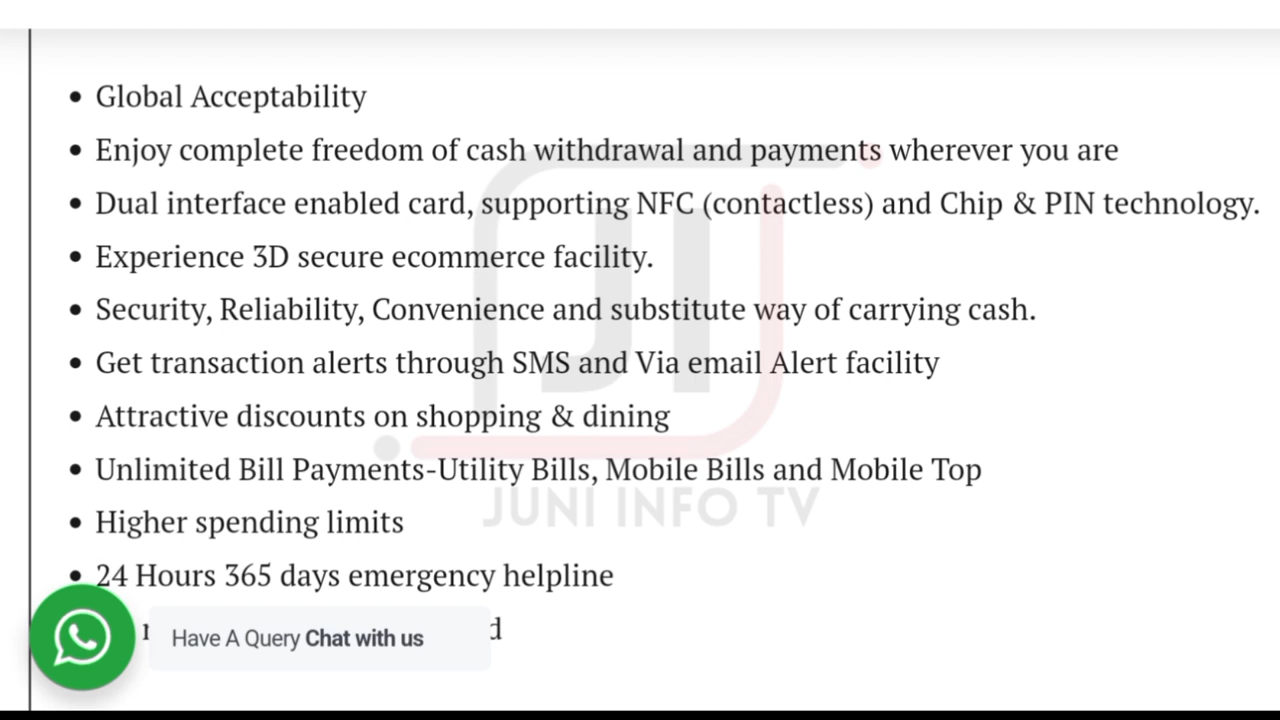 Global Acceptability
Enjoy complete freedom of cash withdrawal and payments wherever you are
Dual interface enabled card, supporting NFC (contactless) and Chip & PIN technology.
Experience 3D secure ecommerce facility.
Security, Reliability, Convenience and substitute way of carrying cash.
Get transaction alerts through SMS and Via email Alert facility
Attractive discounts on shopping & dining
Unlimited Bill Payments-Utility Bills, Mobile Bills and Mobile Top
JUNI INFO TV
Higher spending limits
24 Hours 365 days emergency helpline
Have A Query Chat with us